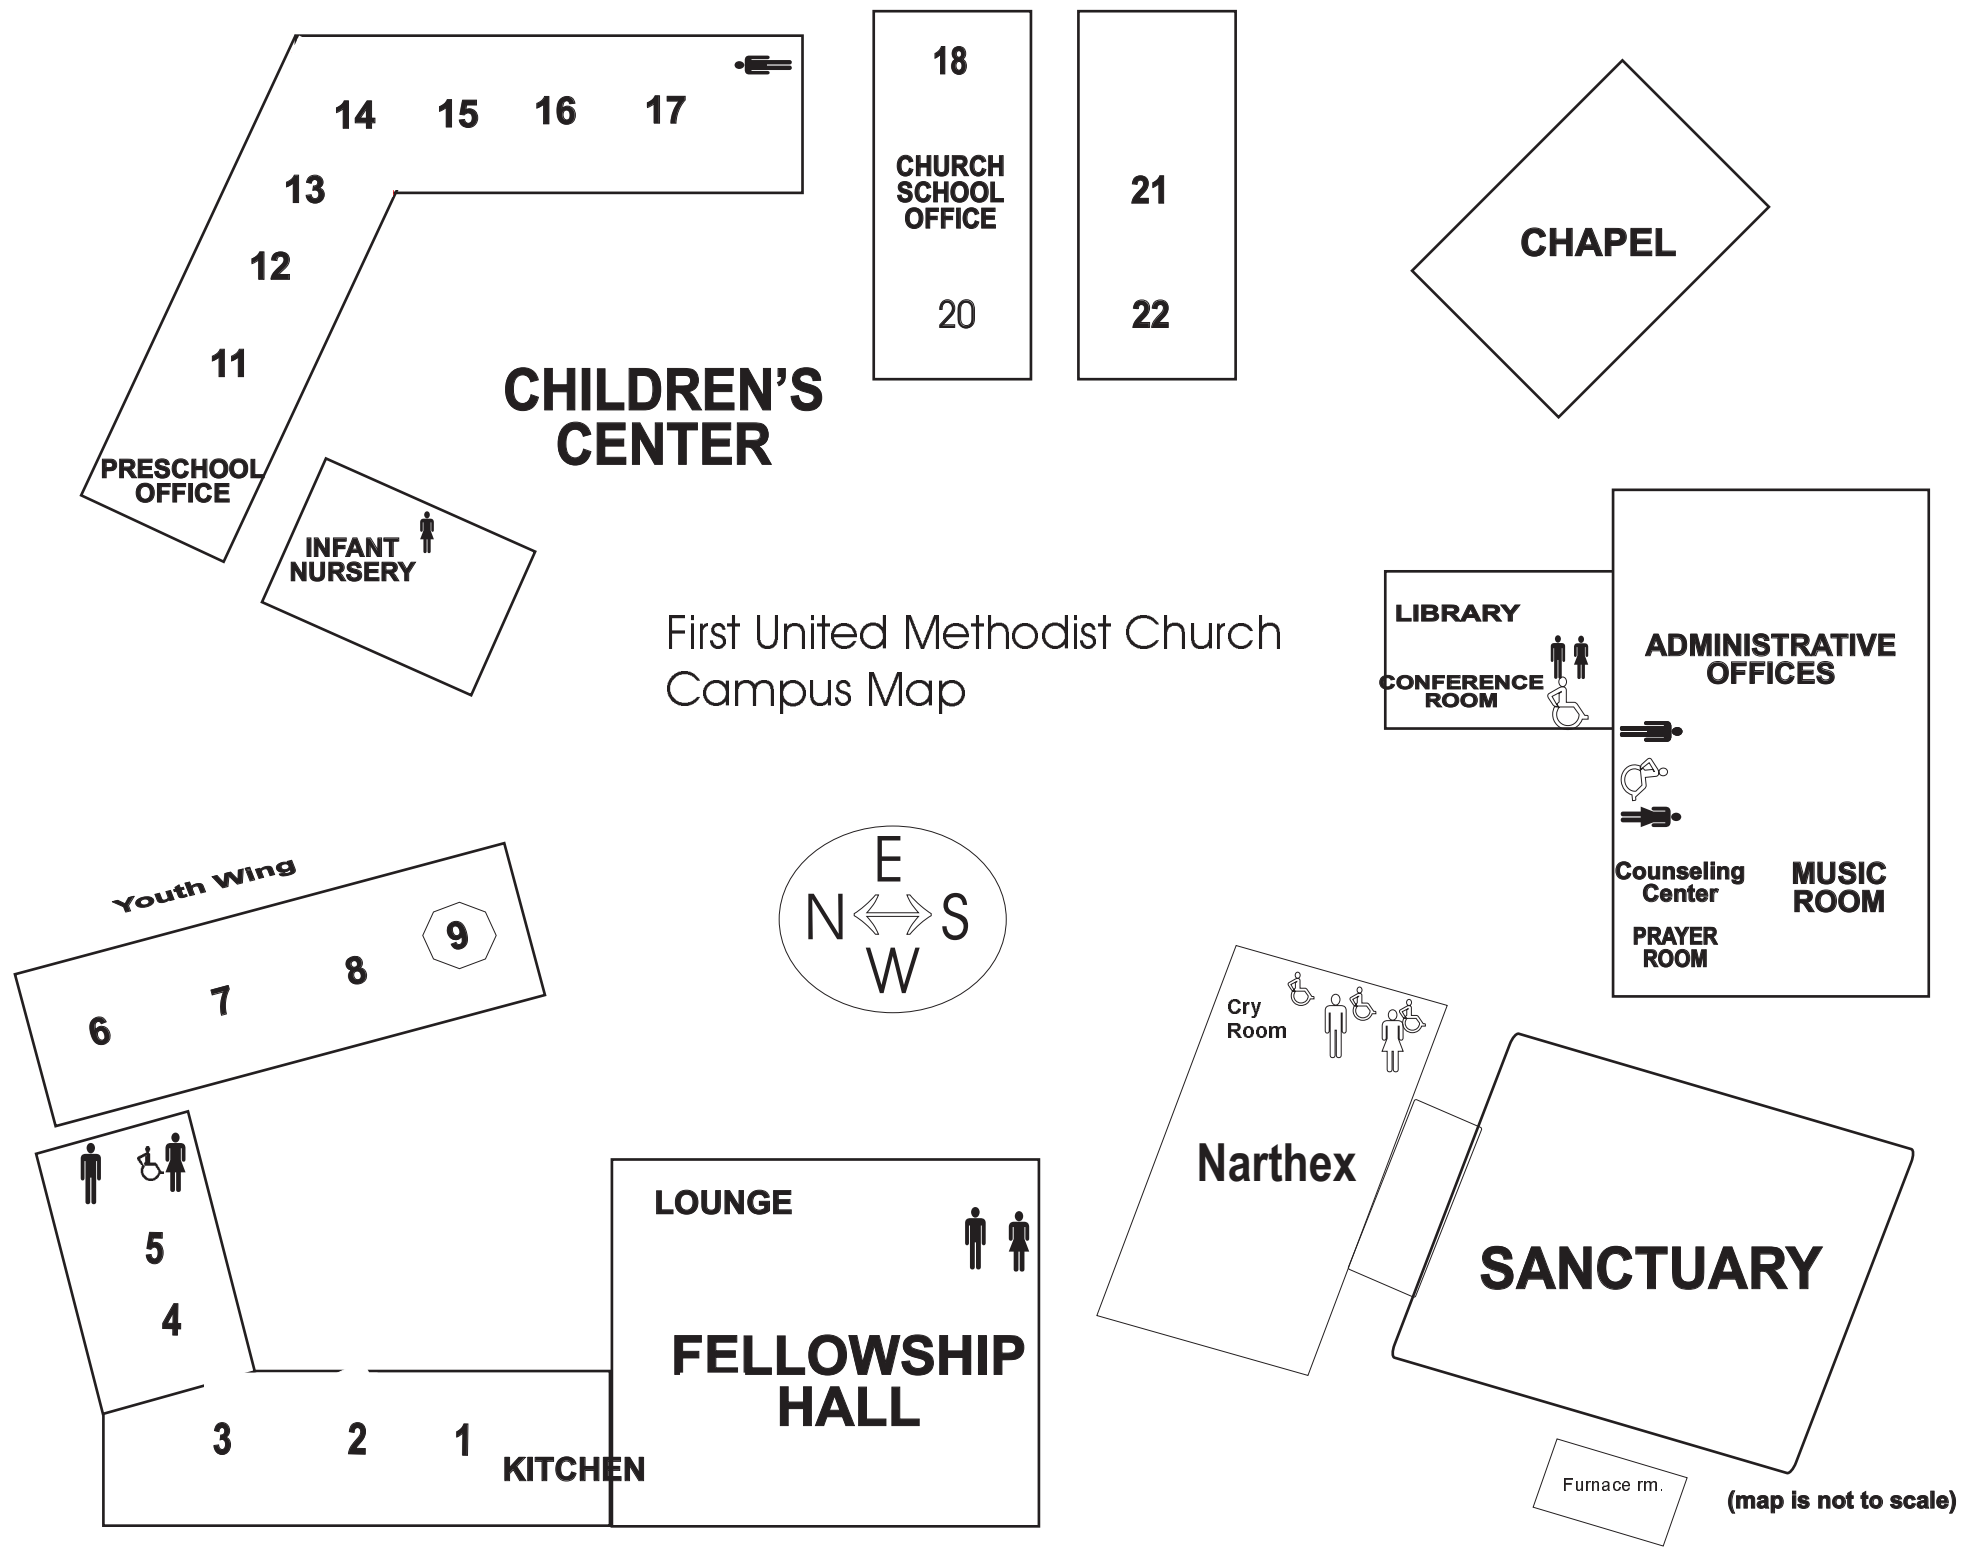 14
15
16
17
13
12
11
PRESCHOOL
OFFICE
INFANT
NURSERY
CHILDREN'S
CENTER
18
CHURCH
SCHOOL
OFFICE
20
21
22
CHAPEL
First United Methodist Church
Campus Map
LIBRARY
CONFERENCE
ROOM
ADMINISTRATIVE
OFFICES
Counseling
Center
MUSIC
ROOM
PRAYER
ROOM
E
N S
W
Youth Wing
6
7
8
9
5
4
3
2
1
KITCHEN
LOUNGE
FELLOWSHIP
HALL
Cry
Room
Narthex
SANCTUARY
Furnace rm.
(map is not to scale)